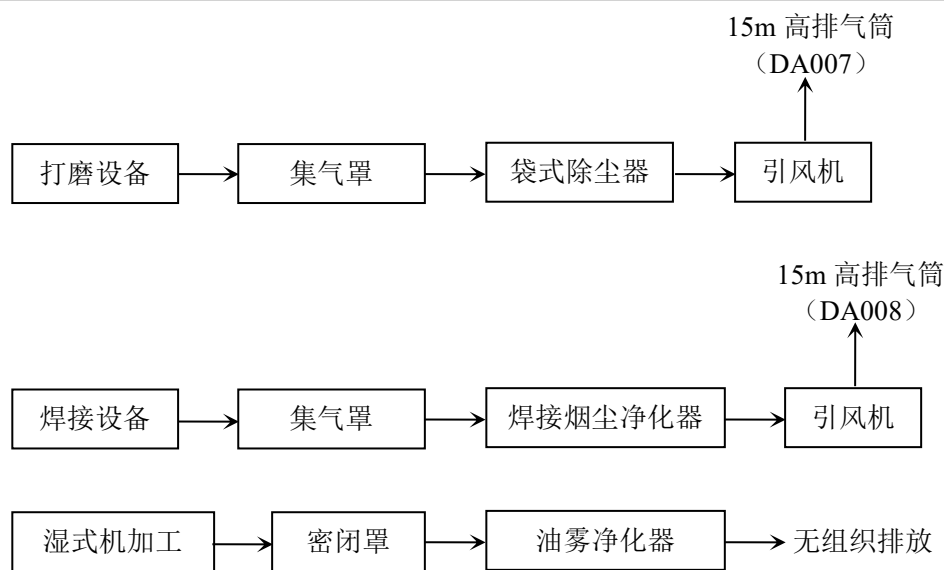 15m 高排气筒
（DA007）
打磨设备
集气罩
袋式除尘器
引风机
15m 高排气筒
（DA008）
焊接设备
集气罩
焊接烟尘净化器
引风机
湿式机加工
密闭罩
油雾净化器
无组织排放